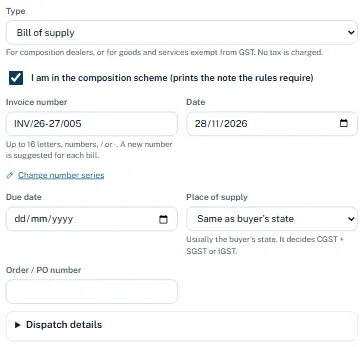 Type
Bill of supply
For composition dealers, or for goods and services exempt from GST. No tax is charged.
I am in the composition scheme (prints the note the rules require)
Invoice number
Date
INV/26-27/005
28/11/2026
Up to 16 letters, numbers, / or -. A new number
is suggested for each bill.
Change number series
Due date
Place of supply
dd/mm/yyyy
Same as buyer's state
Usually the buyer's state. It decides CGST +
SGST or IGST.
Order / PO number
Dispatch details